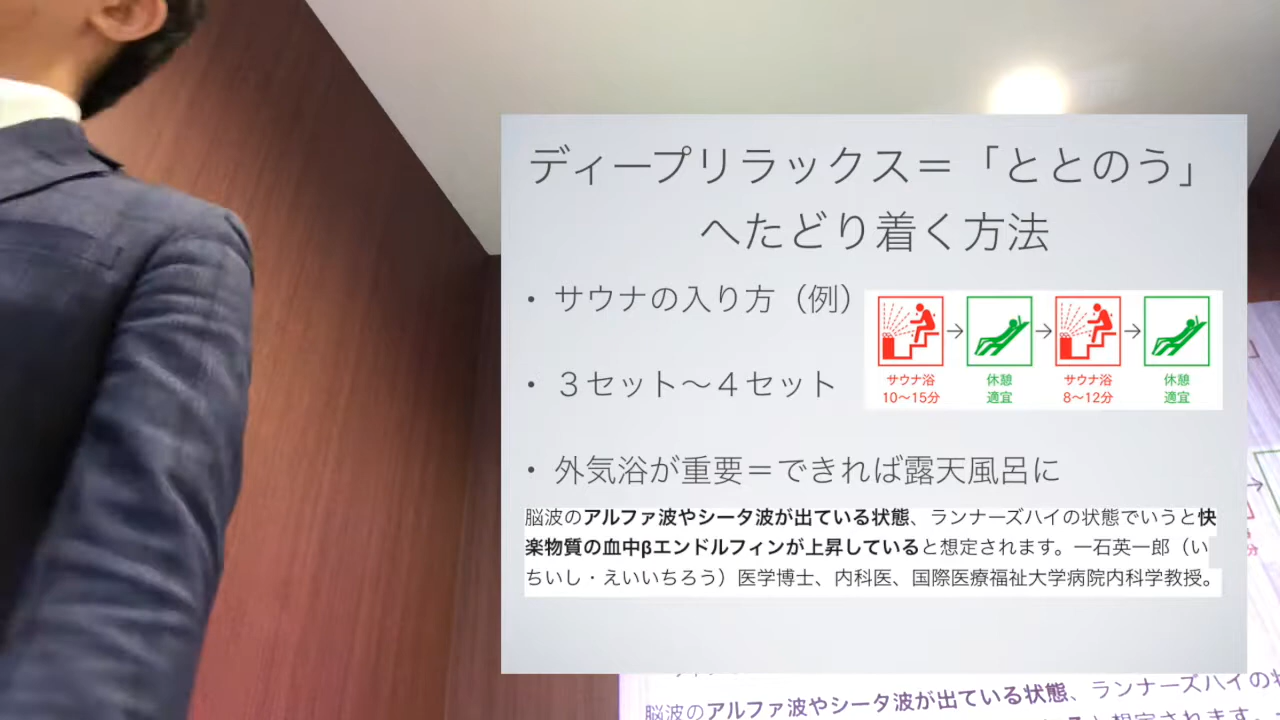 ディープリラックス＝「ととのう」
へたどり着く方法
・サウナの入り方（例）
サウナ浴 → 休憩 → サウナ浴 → 休憩
10〜15分 適宜 8〜12分 適宜
・３セット〜４セット
・外気浴が重要＝できれば露天風呂に
脳波のアルファ波やシータ波が出ている状態、ランナーズハイの状態でいうと快
楽物質の血中βエンドルフィンが上昇していると想定されます。一石英一郎（い
ちいし・えいいちろう）医学博士、内科医、国際医療福祉大学病院内科学教授。
分
脳波のアルファ波やシータ波が出ている状態、ランナーズハイの状
と想定されます。